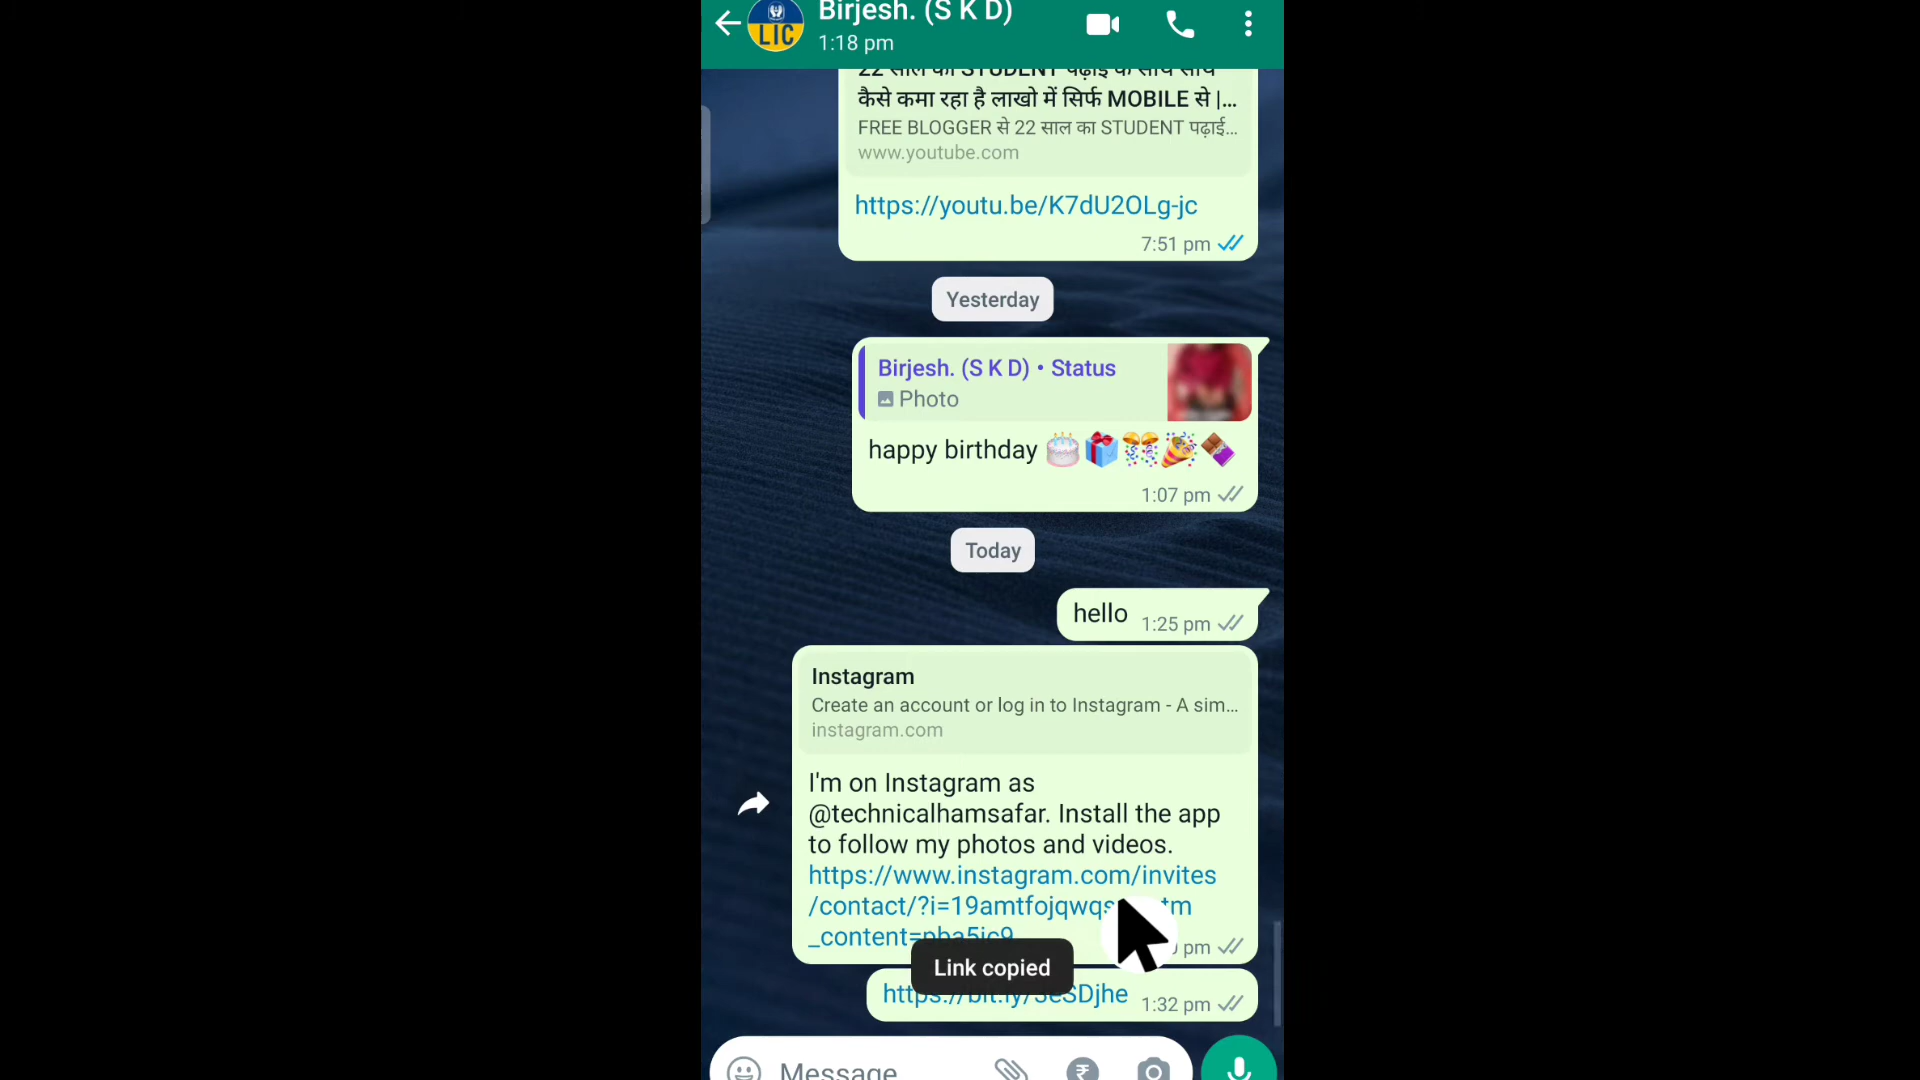 Birjesh. (S K D)
LIC
1:18 pm
22 साल का STUDENT पढ़ाई के साथ साथ
कैसे कमा रहा है लाखो में सिर्फ MOBILE से |...
FREE BLOGGER से 22 साल का STUDENT पढ़ाई...
www.youtube.com
https://youtu.be/K7dU2OLg-jc
7:51 pm
Yesterday
Birjesh. (S K D) • Status
Photo
happy birthday 🎂🎁🎊🎉🍫
1:07 pm
Today
hello 1:25 pm
Instagram
Create an account or log in to Instagram - A sim...
instagram.com
I'm on Instagram as
@technicalhamsafar. Install the app
to follow my photos and videos.
https://www.instagram.com/invites
/contact/?i=19amtfojqwqs
_content=pba5jc9
pm
Link copied
https://bit.ly/3eSDjhe 1:32 pm
Message